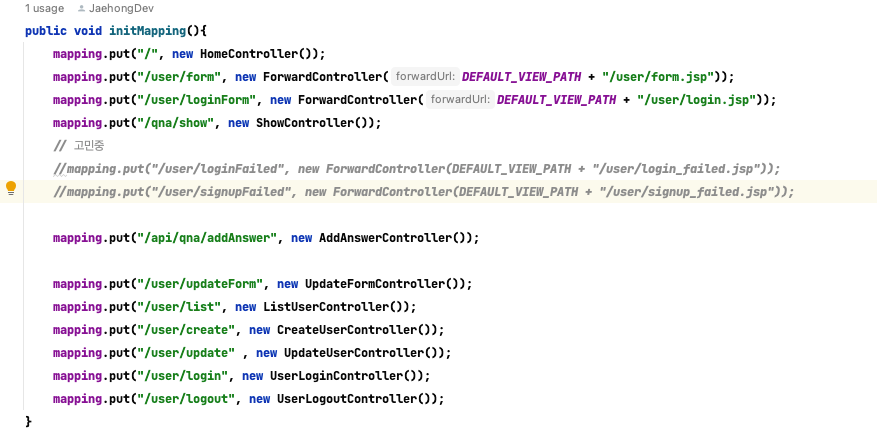 1 usage JaehongDev
public void initMapping(){
mapping.put("/", new HomeController());
mapping.put("/user/form", new ForwardController( forwardUrl: DEFAULT_VIEW_PATH + "/user/form.jsp"));
mapping.put("/user/loginForm", new ForwardController( forwardUrl: DEFAULT_VIEW_PATH + "/user/login.jsp"));
mapping.put("/qna/show", new ShowController());
// 고민중
//mapping.put("/user/loginFailed", new ForwardController(DEFAULT_VIEW_PATH + "/user/login_failed.jsp"));
//mapping.put("/user/signupFailed", new ForwardController(DEFAULT_VIEW_PATH + "/user/signup_failed.jsp"));
mapping.put("/api/qna/addAnswer", new AddAnswerController());
mapping.put("/user/updateForm", new UpdateFormController());
mapping.put("/user/list", new ListUserController());
mapping.put("/user/create", new CreateUserController());
mapping.put("/user/update" , new UpdateUserController());
mapping.put("/user/login", new UserLoginController());
mapping.put("/user/logout", new UserLogoutController());
}